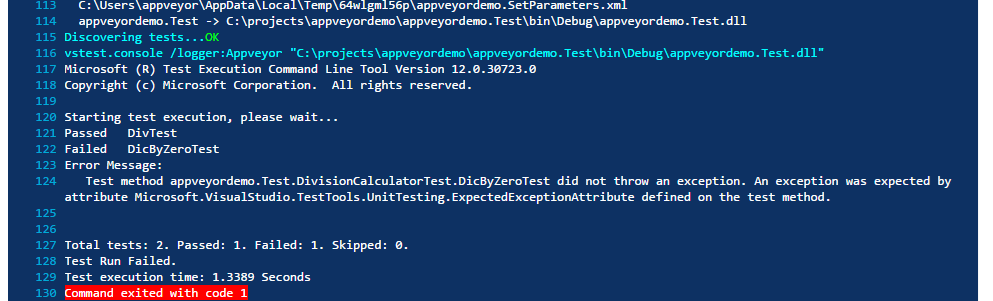 113 C:\Users\appveyor\AppData\Local\Temp\64wlgml56p\appveyordemo.SetParameters.xml
114 appveyordemo.Test -> C:\projects\appveyordemo\appveyordemo.Test\bin\Debug\appveyordemo.Test.dll
115 Discovering tests...OK
116 vstest.console /logger:Appveyor "C:\projects\appveyordemo\appveyordemo.Test\bin\Debug\appveyordemo.Test.dll"
117 Microsoft (R) Test Execution Command Line Tool Version 12.0.30723.0
118 Copyright (c) Microsoft Corporation.  All rights reserved.
119
120 Starting test execution, please wait...
121 Passed   DivTest
122 Failed   DicByZeroTest
123 Error Message:
124    Test method appveyordemo.Test.DivisionCalculatorTest.DicByZeroTest did not throw an exception. An exception was expected by
attribute Microsoft.VisualStudio.TestTools.UnitTesting.ExpectedExceptionAttribute defined on the test method.
125
126
127 Total tests: 2. Passed: 1. Failed: 1. Skipped: 0.
128 Test Run Failed.
129 Test execution time: 1.3389 Seconds
130 Command exited with code 1